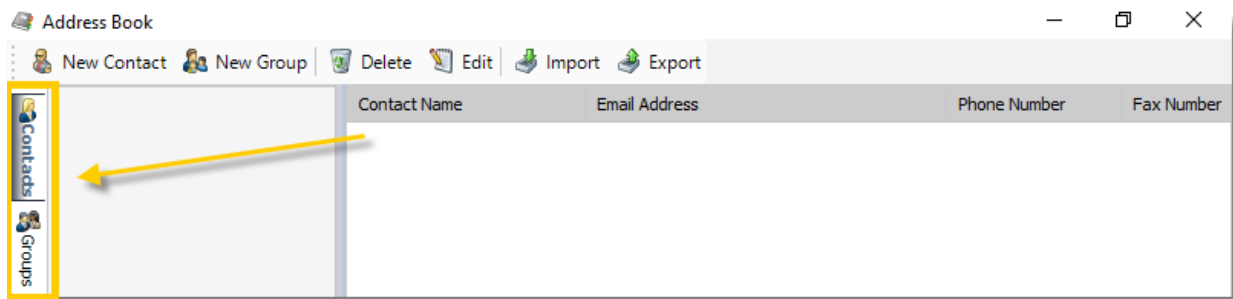 Address Book
New Contact New Group Delete Edit Import Export
Contact Name Email Address Phone Number Fax Number
Contacts
Groups